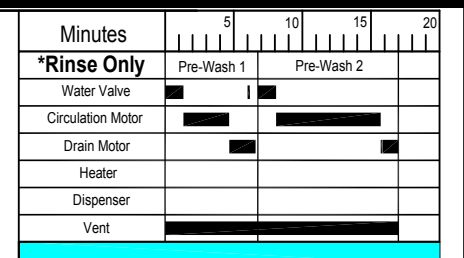 Minutes 5 10 15 20
*Rinse Only Pre-Wash 1 Pre-Wash 2
Water Valve
Circulation Motor
Drain Motor
Heater
Dispenser
Vent